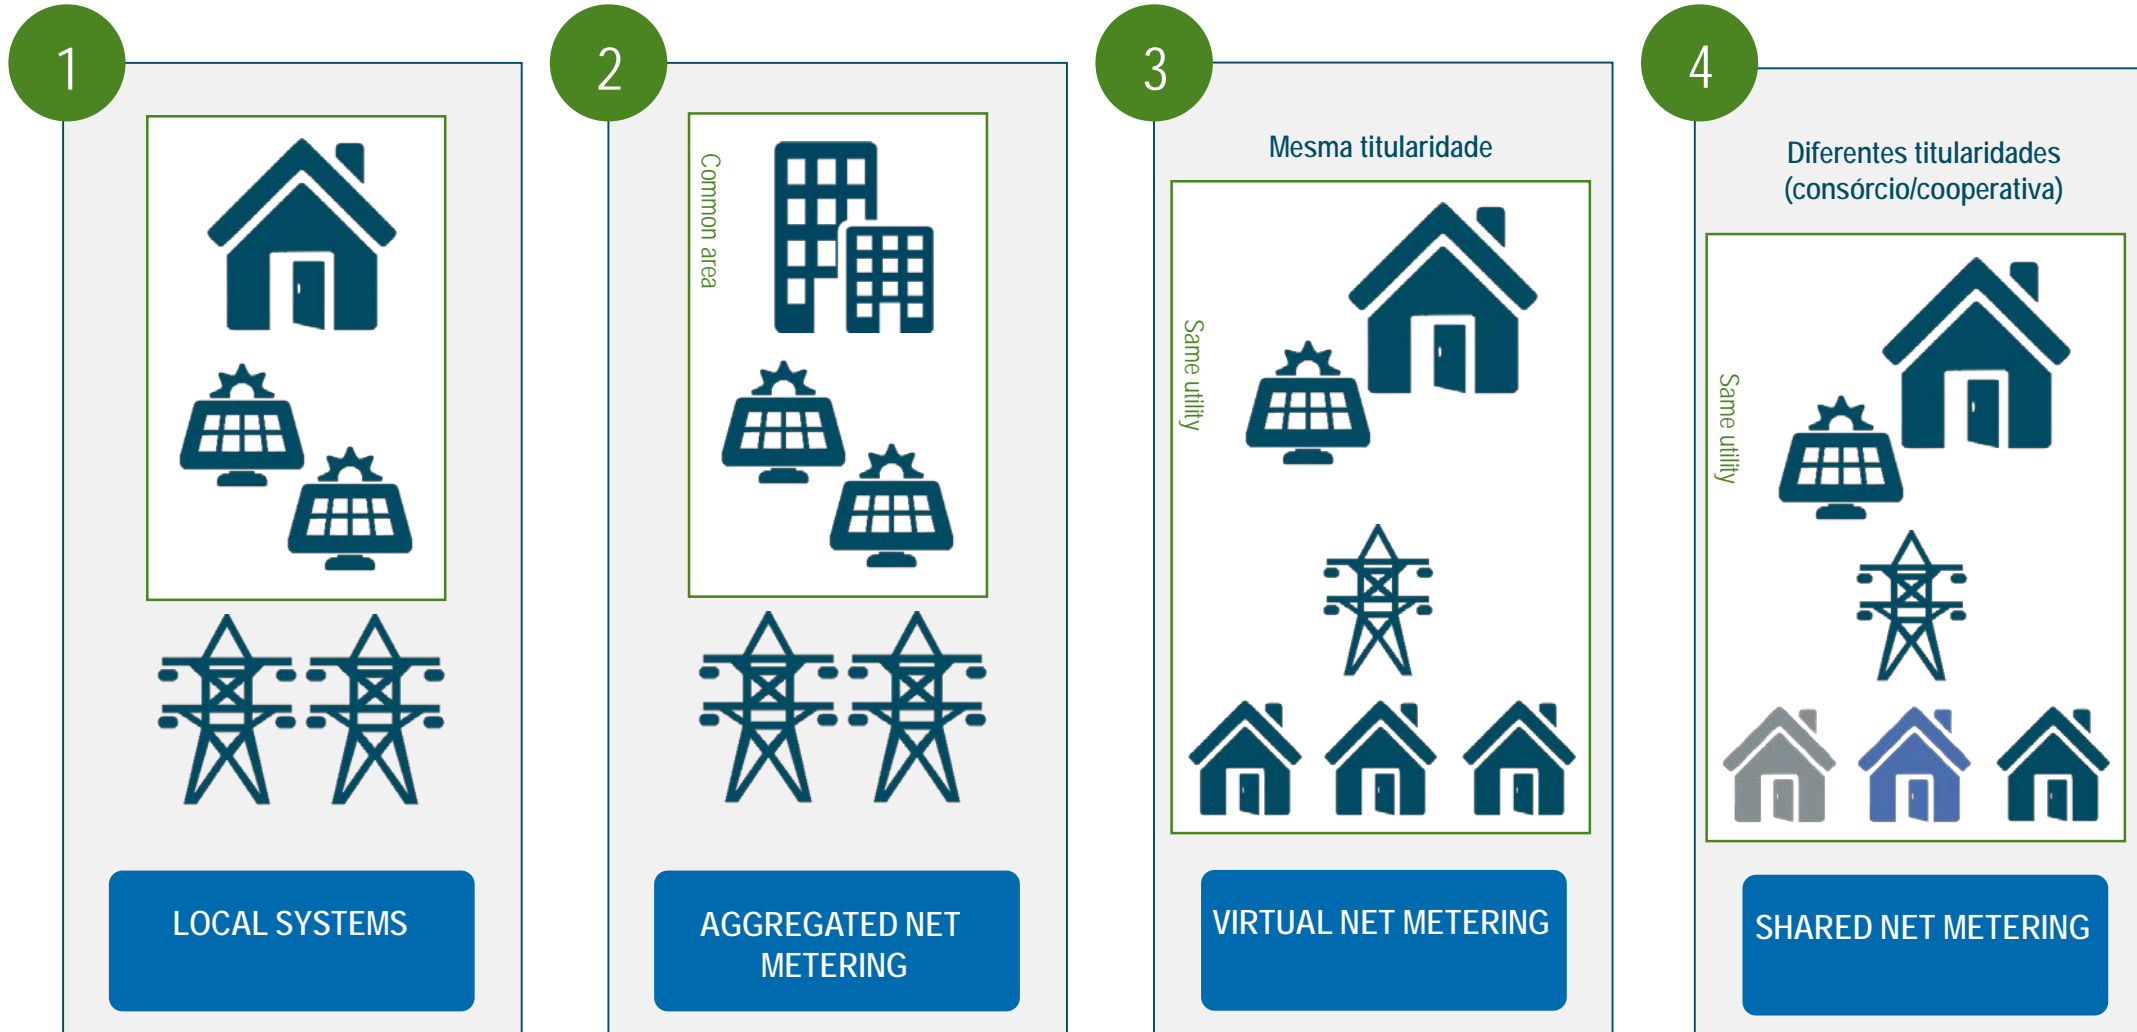 1
LOCAL SYSTEMS
2
Common area
AGGREGATED NET
METERING
3
Mesma titularidade
Same utility
VIRTUAL NET METERING
4
Diferentes titularidades
(consórcio/cooperativa)
Same utility
SHARED NET METERING